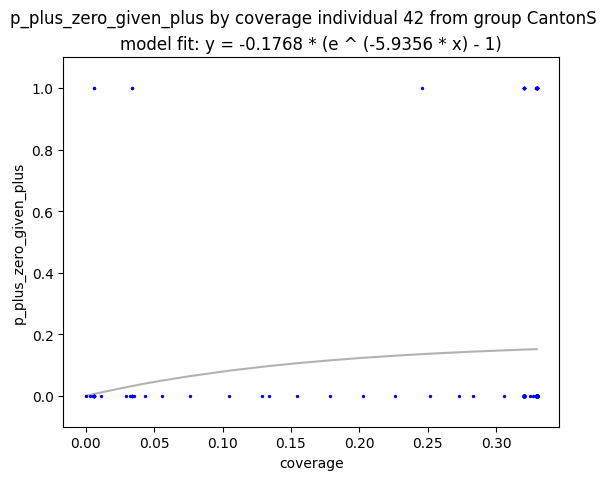 p_plus_zero_given_plus by coverage individual 42 from group CantonS
model fit: y = -0.1768 * (e ^ (-5.9356 * x) - 1)
1.0
0.8
0.6
0.4
0.2
0.0
p_plus_zero_given_plus
0.00 0.05 0.10 0.15 0.20 0.25 0.30
coverage